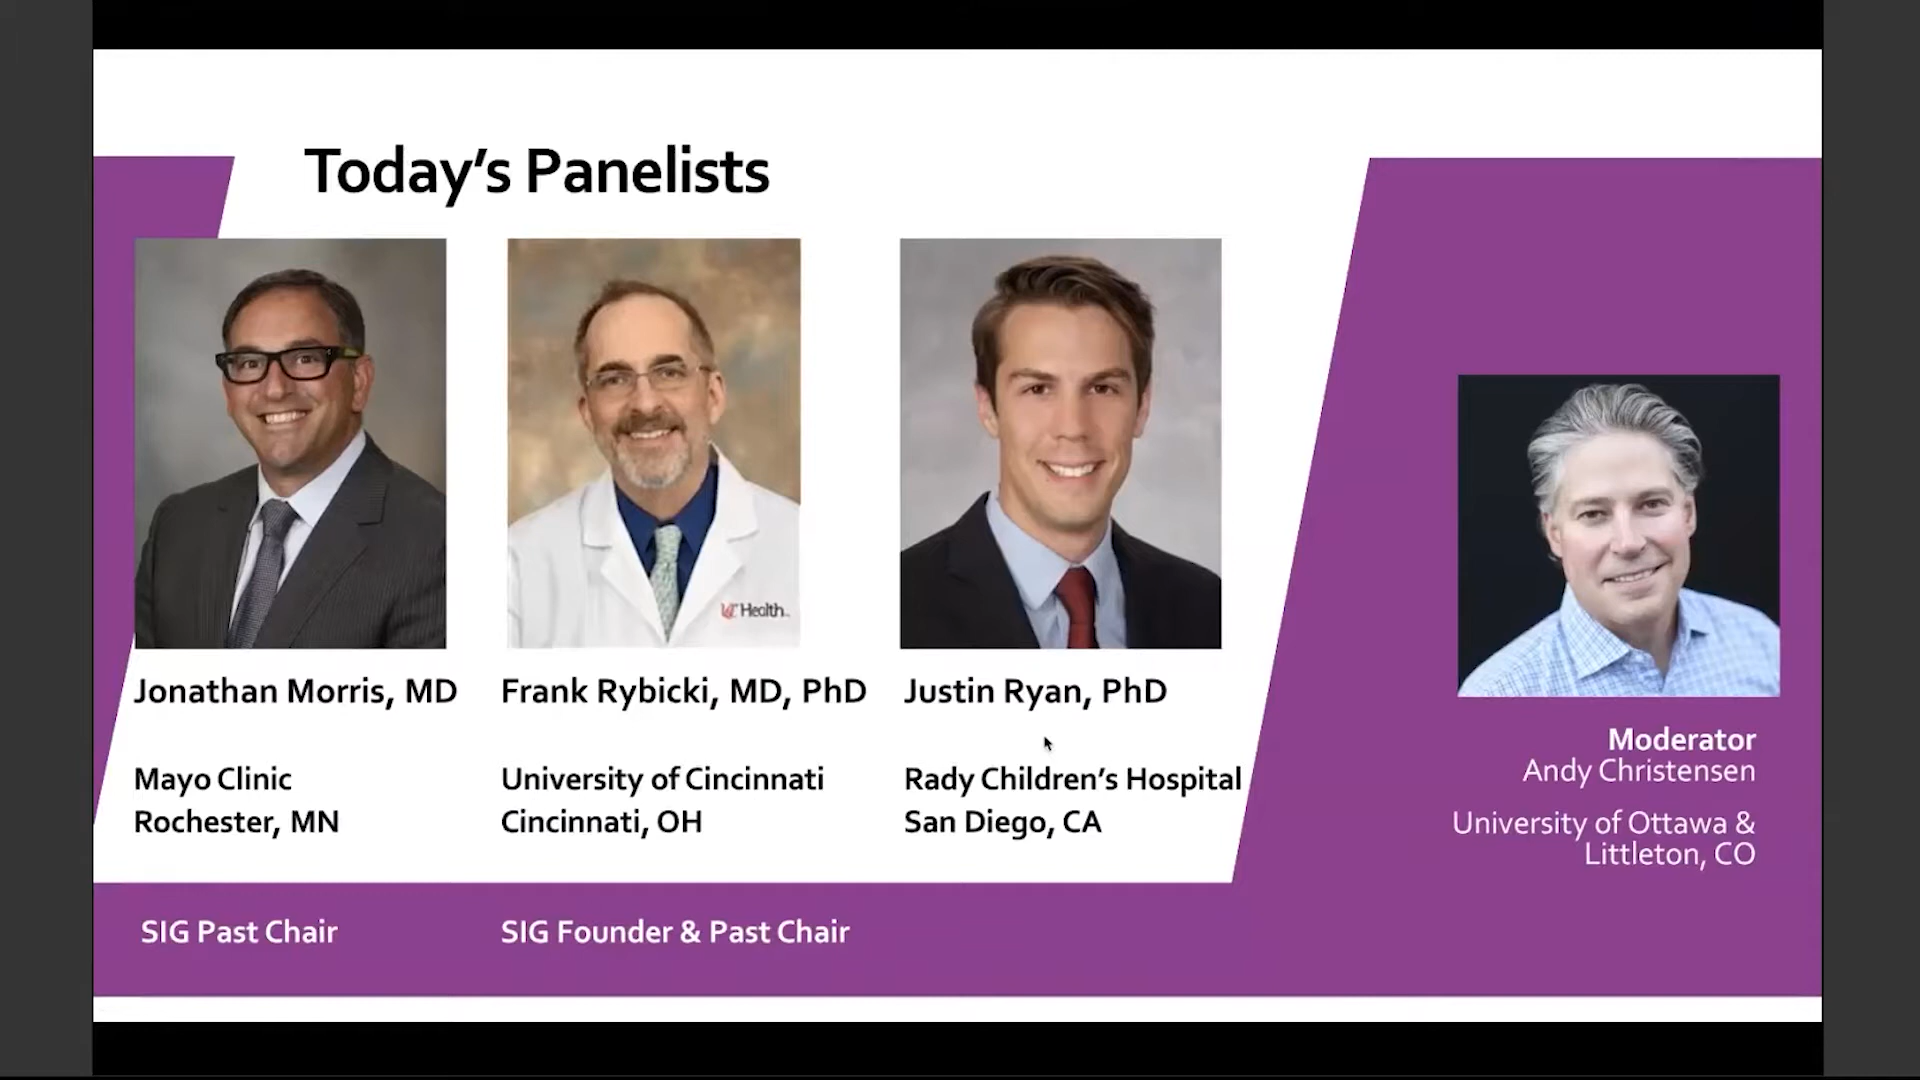 Today's Panelists
UC Health
Jonathan Morris, MD
Mayo Clinic
Rochester, MN
SIG Past Chair
Frank Rybicki, MD, PhD
University of Cincinnati
Cincinnati, OH
SIG Founder & Past Chair
Justin Ryan, PhD
Rady Children's Hospital
San Diego, CA
Moderator
Andy Christensen
University of Ottawa &
Littleton, CO